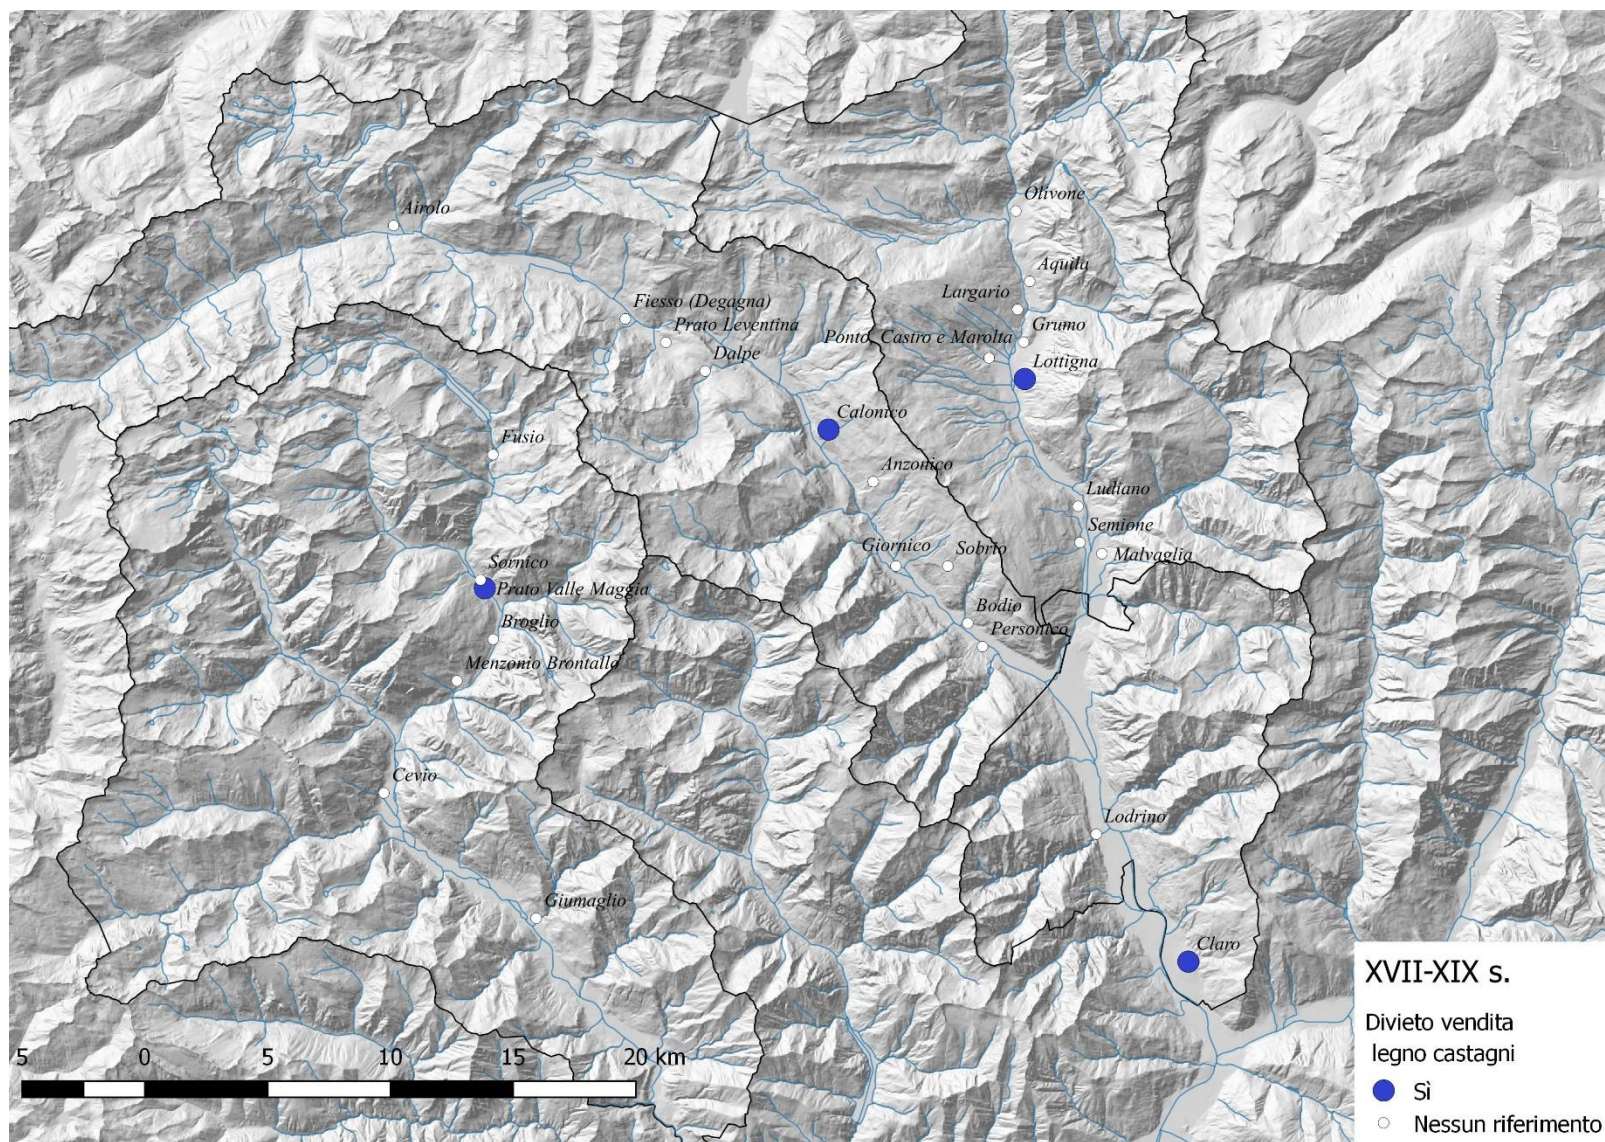 Olivone
Airolo
Aquila
Largario
Fiesso (Degagna)
Prato Leventina
Grumo
Ponto, Castro e Marolta
Dalpe
Lottigna
Calonico
Fusio
Anzonico
Ludiano
Semione
Giornico
Sobrio
Malvaglia
Sornico
Prato Valle Maggia
Bodio
Broglio
Personico
Menzonio Brontallo
Cevio
Lodrino
Giumaglio
Claro
XVII-XIX s.
Divieto vendita
legno castagni
Sì
Nessun riferimento
5 0 5 10 15 20 km